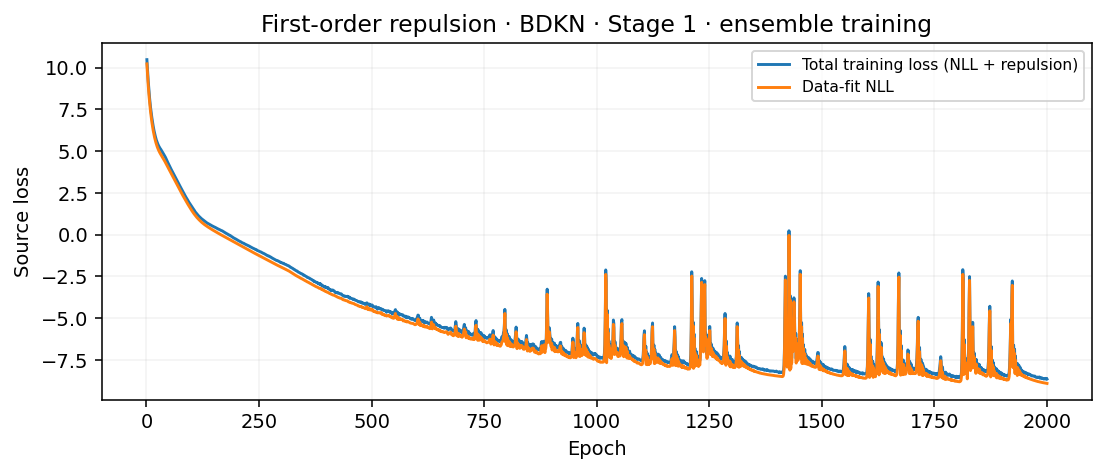 First-order repulsion · BDKN · Stage 1 · ensemble training
Total training loss (NLL + repulsion)
Data-fit NLL
Source loss
10.0
7.5
5.0
2.5
0.0
−2.5
−5.0
−7.5
0 250 500 750 1000 1250 1500 1750 2000
Epoch